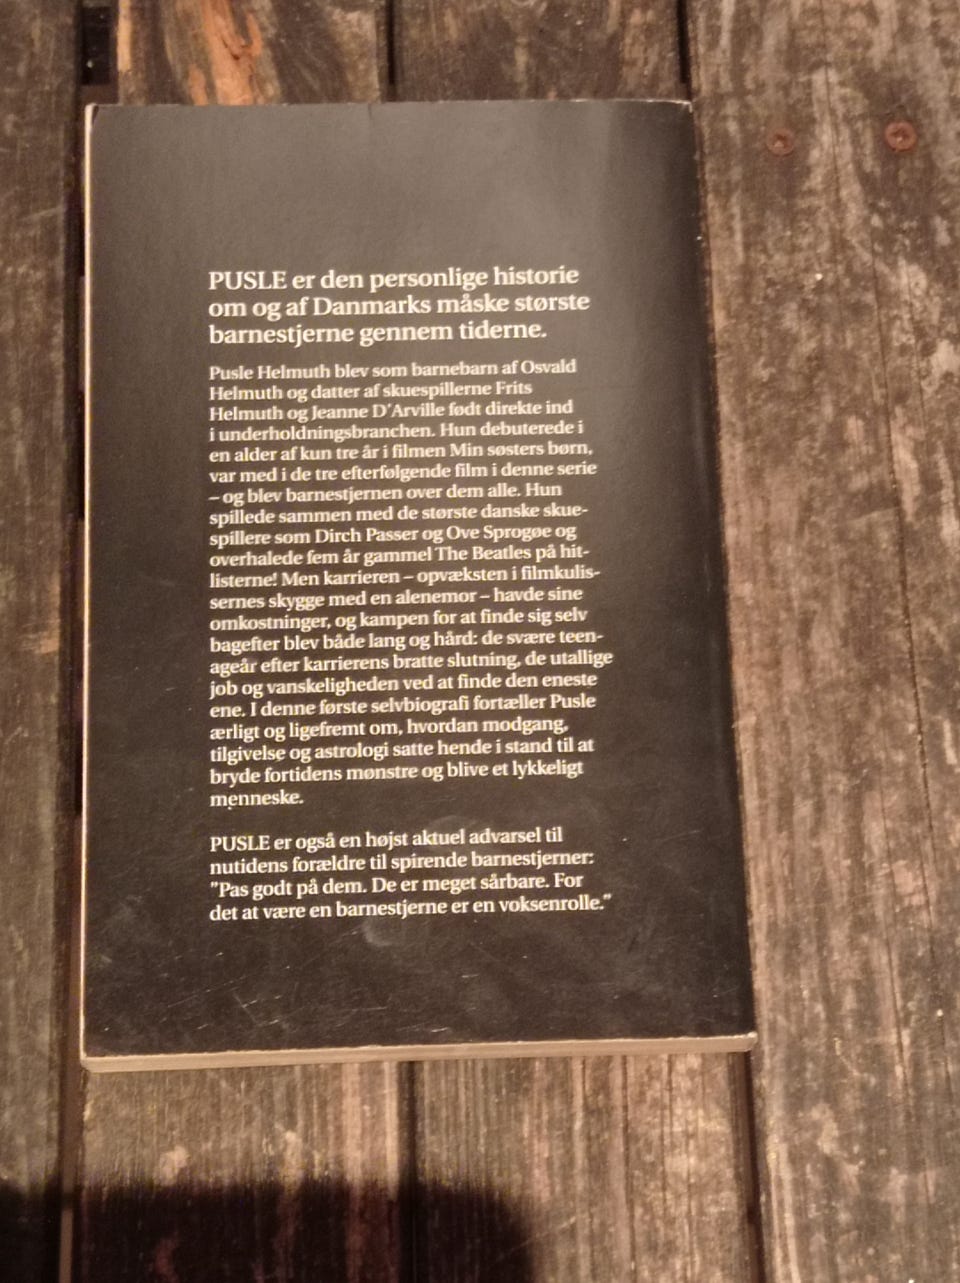 PUSLE er den personlige historie
om og af Danmarks måske største
barnestjerne gennem tiderne.
Pusle Helmuth blev som barnebarn af Osvald
Helmuth og datter af skuespillerne Frits
Helmuth og Jeanne D'Arville født direkte ind
i underholdningsbranchen. Hun debuterede i
en alder af kun tre år i filmen Min søsters børn,
var med i de tre efterfølgende film i denne serie
– og blev barnestjernen over dem alle. Hun
spillede sammen med de største danske skue-
spillere som Dirch Passer og Ove Sprogøe og
overhalede fem år gammel The Beatles på hit-
listerne! Men karrieren – opvæksten i filmkulis-
sernes skygge med en alenemor – havde sine
omkostninger, og kampen for at finde sig selv
bagefter blev både lang og hård: de svære teen-
ageår efter karrierens bratte slutning, de utallige
job og vanskeligheden ved at finde den eneste
ene. I denne første selvbiografi fortæller Pusle
ærligt og ligefremt om, hvordan modgang,
tilgivelse og astrologi satte hende i stand til at
bryde fortidens mønstre og blive et lykkeligt
menneske.
PUSLE er også en højst aktuel advarsel til
nutidens forældre til spirende barnestjerner:
"Pas godt på dem. De er meget sårbare. For
det at være en barnestjerne er en voksenrolle."